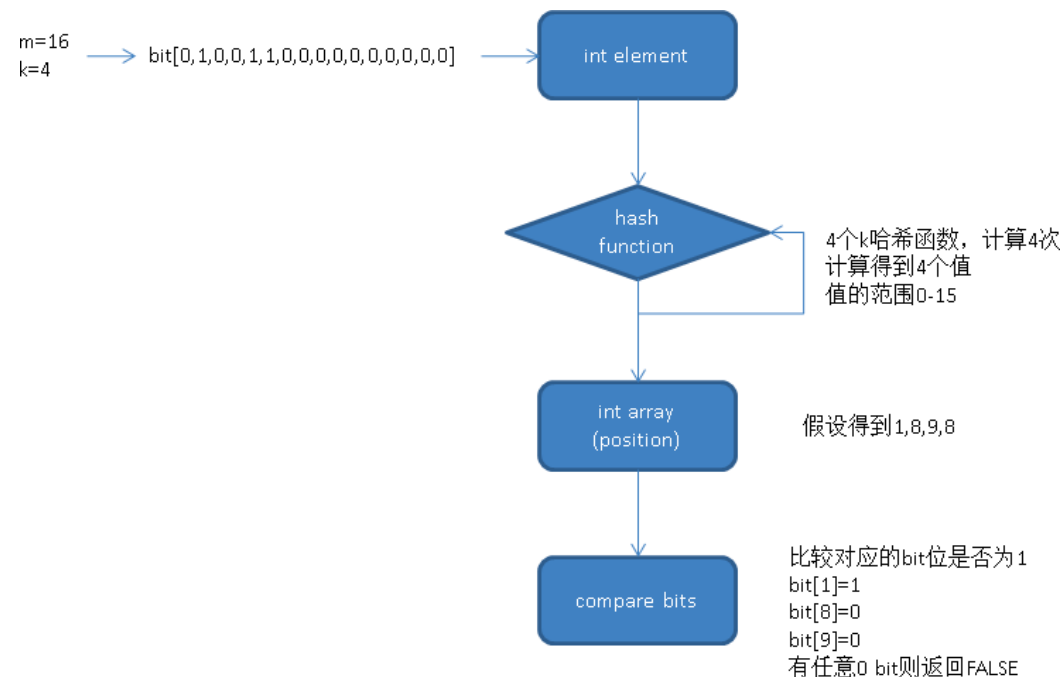 m=16
k=4
bit[0,1,0,0,1,1,0,0,0,0,0,0,0,0,0,0]
int element
hash
function
4个k哈希函数，计算4次
计算得到4个值
值的范围0-15
int array
(position)
假设得到1,8,9,8
compare bits
比较对应的bit位是否为1
bit[1]=1
bit[8]=0
bit[9]=0
有任意0 bit则返回FALSE